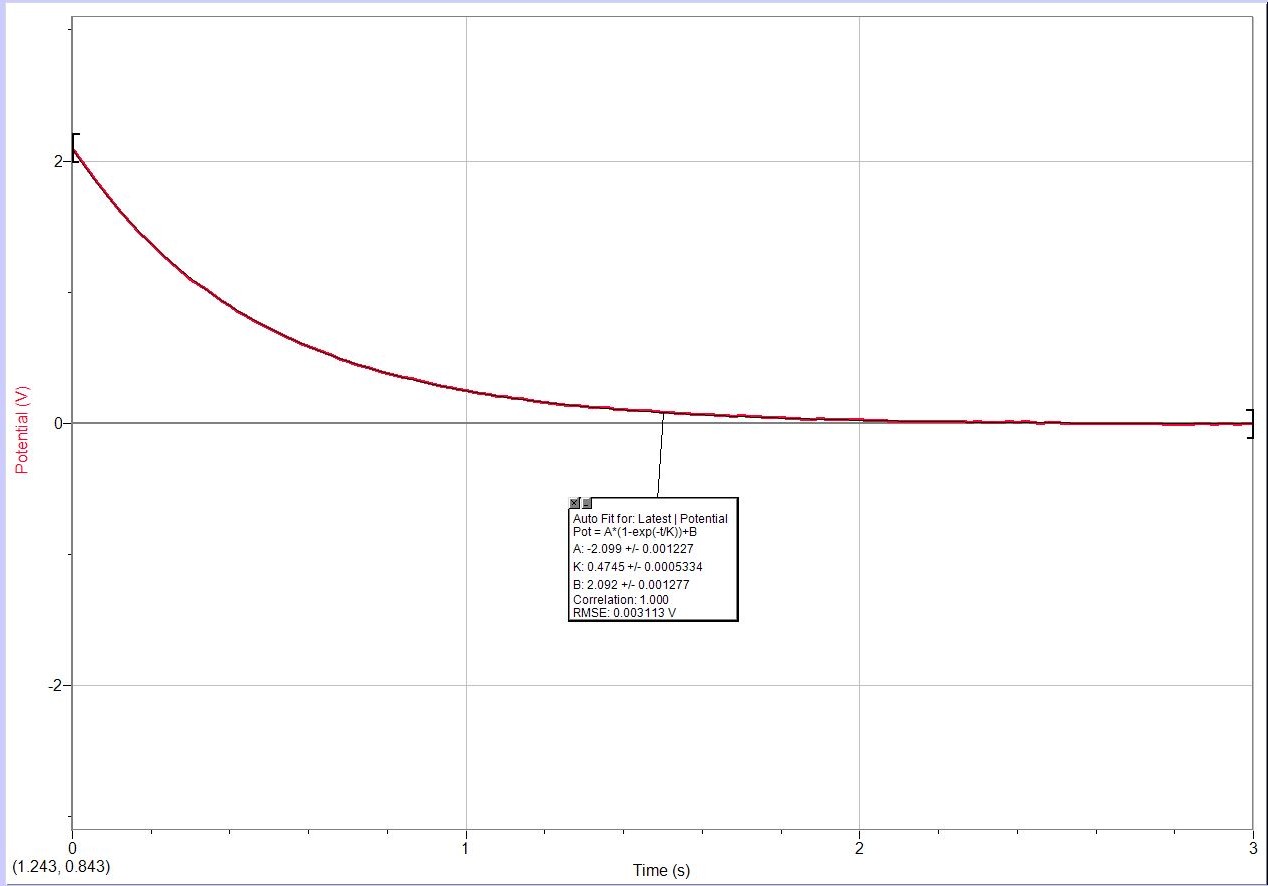 Potential (V)
2
0
-2
Auto Fit for: Latest | Potential
Pot = A*(1-exp(-t/K))+B
A: -2.099 +/- 0.001227
K: 0.4745 +/- 0.0005334
B: 2.092 +/- 0.001277
Correlation: 1.000
RMSE: 0.003113 V
0 1 2 3
(1.243, 0.843)
Time (s)